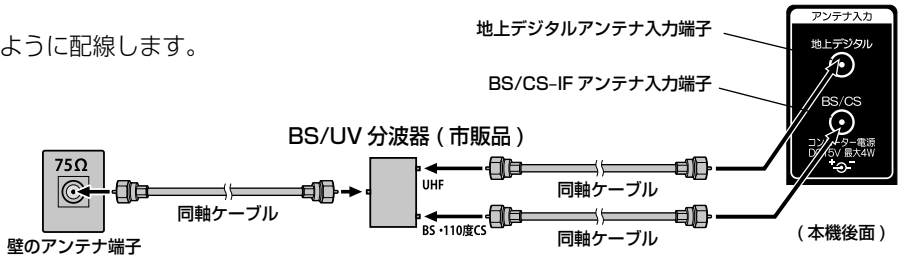 ように配線します。
地上デジタルアンテナ入力端子
BS/CS-IF アンテナ入力端子
アンテナ入力
地上デジタル
BS/CS
コンバーター電源
DC15V 最大4W
(本機後面)
BS/UV 分波器 (市販品)
75Ω
壁のアンテナ端子
同軸ケーブル
UHF
同軸ケーブル
BS・110度CS
同軸ケーブル